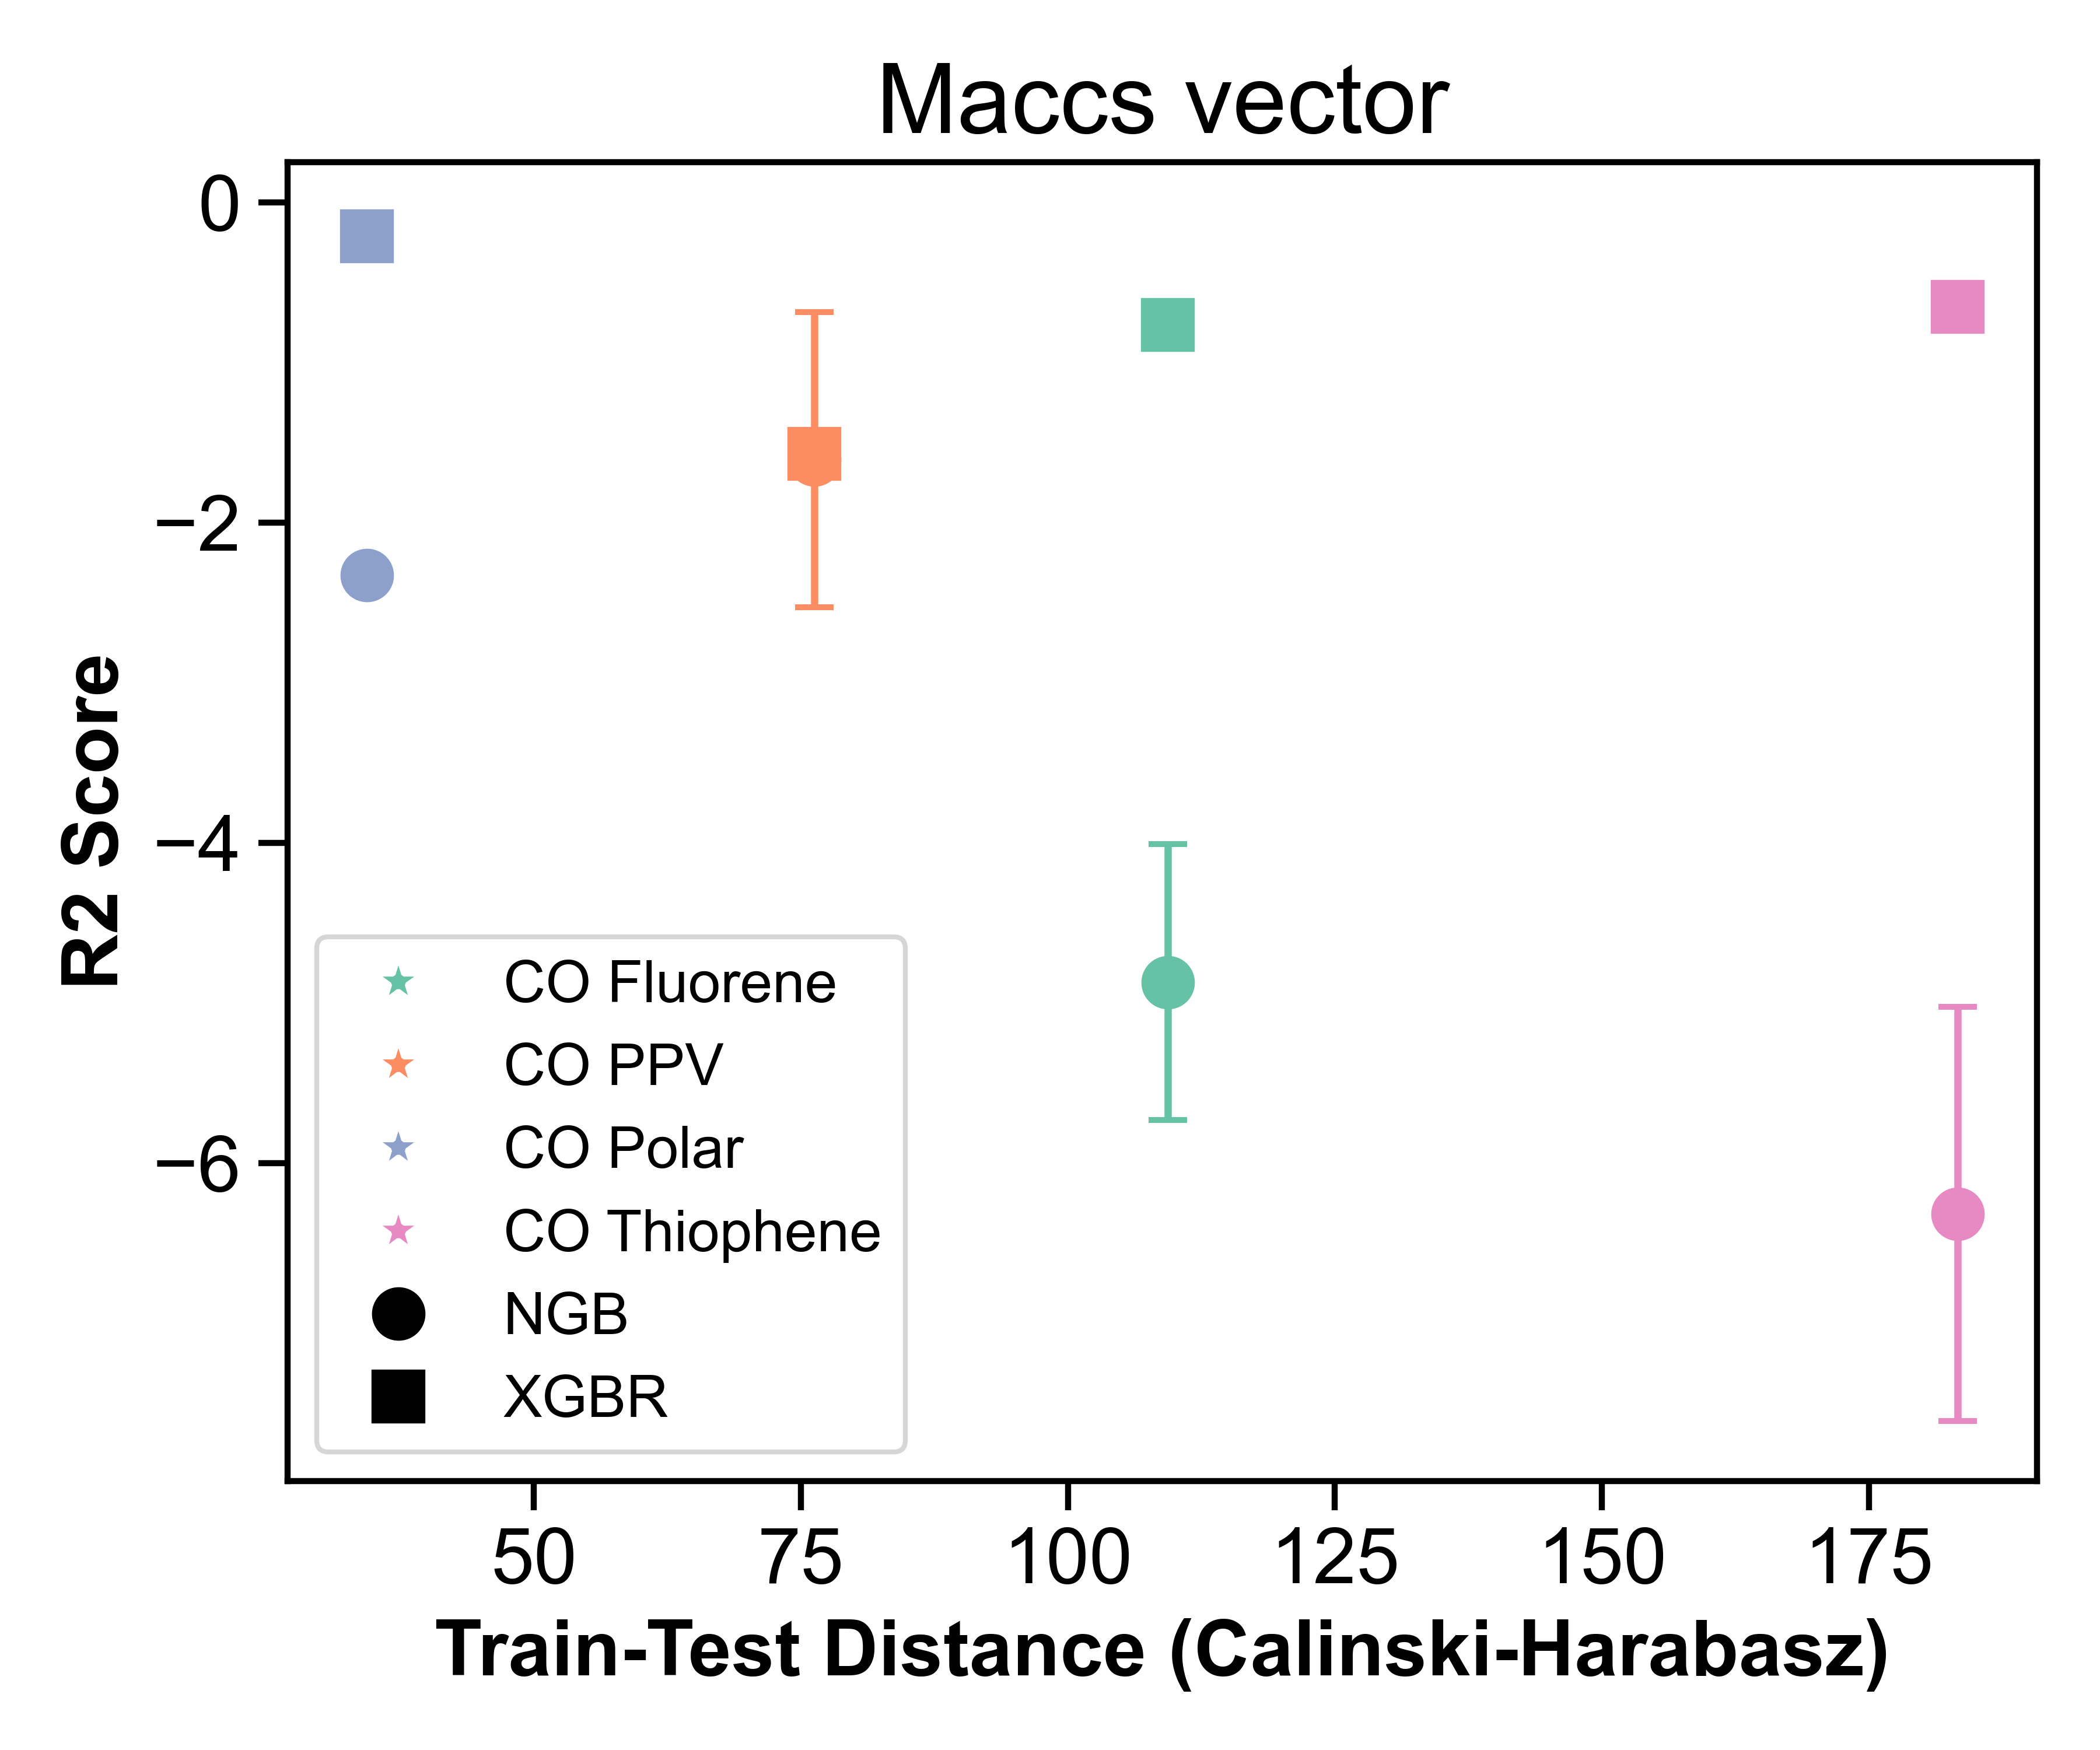 Maccs vector
0
−2
−4
−6
R2 Score
CO Fluorene
CO PPV
CO Polar
CO Thiophene
NGB
XGBR
50 75 100 125 150 175
Train-Test Distance (Calinski-Harabasz)